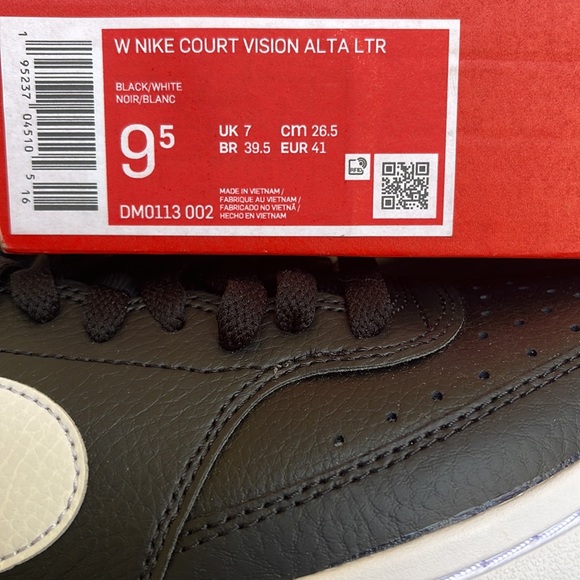 W NIKE COURT VISION ALTA LTR
BLACK/WHITE
NOIR/BLANC
9⁵
UK 7 cm 26.5
BR 39.5 EUR 41
RFID
MADE IN VIETNAM /
FABRIQUE AU VIETNAM /
FABRICADO NO VIETNÃ /
HECHO EN VIETNAM
DM0113 002
1 95237 04510 5 16